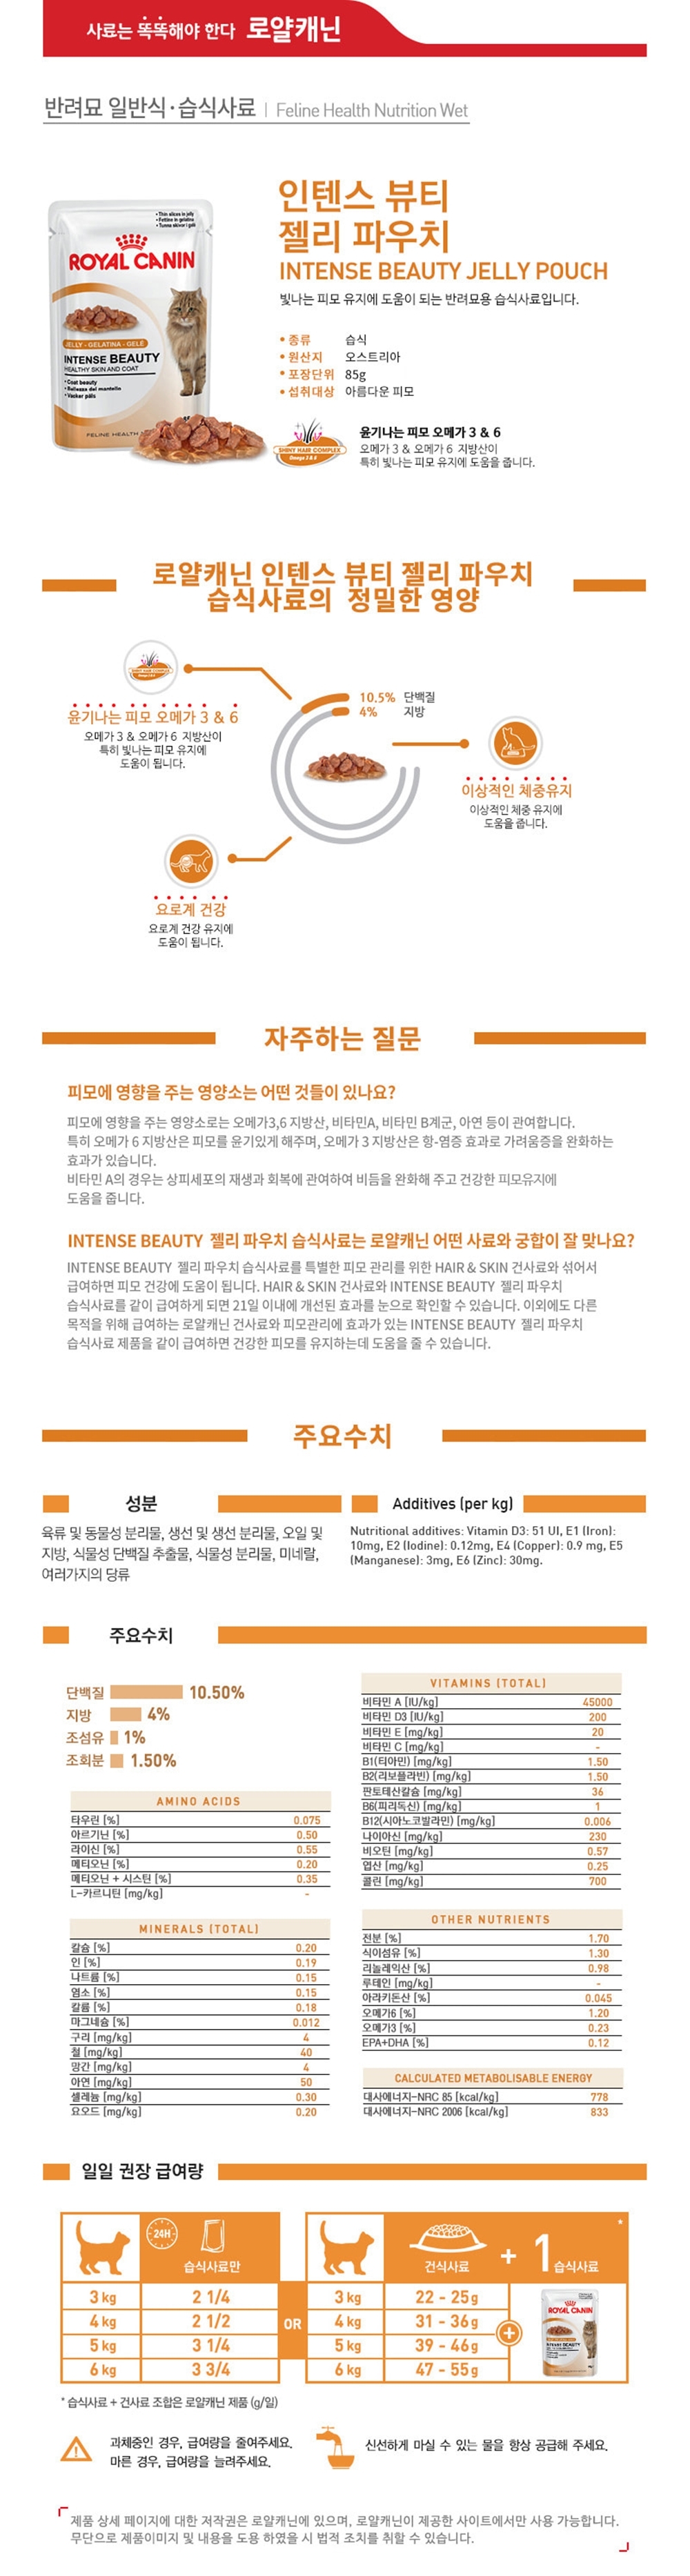 사료는 똑똑해야 한다 로얄캐닌
반려묘 일반식·습식사료 | Feline Health Nutrition Wet
인텐스 뷰티
젤리 파우치
INTENSE BEAUTY JELLY POUCH
빛나는 피모 유지에 도움이 되는 반려묘용 습식사료입니다.
• 종류 습식
• 원산지 오스트리아
• 포장단위 85g
• 섭취대상 아름다운 피모
• Thin slices in jelly
• Fettine in gelatina
• Tunna skivor i gelé
ROYAL CANIN
JELLY - GELATINA - GELÉ
INTENSE BEAUTY
HEALTHY SKIN AND COAT
• Coat beauty
• Bellezza del mantello
• Vacker päls
FELINE HEALTH
SHINY HAIR COMPLEX
Omega 3 & 6
윤기나는 피모 오메가 3 & 6
오메가 3 & 오메가 6 지방산이
특히 빛나는 피모 유지에 도움을 줍니다.
로얄캐닌 인텐스 뷰티 젤리 파우치
습식사료의 정밀한 영양
10.5% 단백질
4% 지방
윤기나는 피모 오메가 3 & 6
오메가 3 & 오메가 6 지방산이
특히 빛나는 피모 유지에
도움이 됩니다.
이상적인 체중유지
이상적인 체중 유지에
도움을 줍니다.
요로계 건강
요로계 건강 유지에
도움이 됩니다.
자주하는 질문
피모에 영향을 주는 영양소는 어떤 것들이 있나요?
피모에 영향을 주는 영양소로는 오메가3,6 지방산, 비타민A, 비타민 B계군, 아연 등이 관여합니다.
특히 오메가 6 지방산은 피모를 윤기있게 해주며, 오메가 3 지방산은 항-염증 효과로 가려움증을 완화하는
효과가 있습니다.
비타민 A의 경우는 상피세포의 재생과 회복에 관여하여 비듬을 완화해 주고 건강한 피모유지에
도움을 줍니다.
INTENSE BEAUTY 젤리 파우치 습식사료는 로얄캐닌 어떤 사료와 궁합이 잘 맞나요?
INTENSE BEAUTY 젤리 파우치 습식사료를 특별한 피모 관리를 위한 HAIR & SKIN 건사료와 섞어서
급여하면 피모 건강에 도움이 됩니다. HAIR & SKIN 건사료와 INTENSE BEAUTY 젤리 파우치
습식사료를 같이 급여하게 되면 21일 이내에 개선된 효과를 눈으로 확인할 수 있습니다. 이외에도 다른
목적을 위해 급여하는 로얄캐닌 건사료와 피모관리에 효과가 있는 INTENSE BEAUTY 젤리 파우치
습식사료 제품을 같이 급여하면 건강한 피모를 유지하는데 도움을 줄 수 있습니다.
주요수치
성분
육류 및 동물성 분리물, 생선 및 생선 분리물, 오일 및
지방, 식물성 단백질 추출물, 식물성 분리물, 미네랄,
여러가지의 당류
Additives (per kg)
Nutritional additives: Vitamin D3: 51 UI, E1 (Iron):
10mg, E2 (Iodine): 0.12mg, E4 (Copper): 0.9 mg, E5
(Manganese): 3mg, E6 (Zinc): 30mg.
주요수치
단백질 10.50%
지방 4%
조섬유 1%
조회분 1.50%
AMINO ACIDS
타우린 [%] 0.075
아르기닌 [%] 0.50
라이신 [%] 0.55
메티오닌 [%] 0.20
메티오닌 + 시스틴 [%] 0.35
L-카르니틴 [mg/kg] -
MINERALS (TOTAL)
칼슘 [%] 0.20
인 [%] 0.19
나트륨 [%] 0.15
염소 [%] 0.15
칼륨 [%] 0.18
마그네슘 [%] 0.012
구리 [mg/kg] 4
철 [mg/kg] 40
망간 [mg/kg] 4
아연 [mg/kg] 50
셀레늄 [mg/kg] 0.30
요오드 [mg/kg] 0.20
VITAMINS (TOTAL)
비타민 A [IU/kg] 45000
비타민 D3 [IU/kg] 200
비타민 E [mg/kg] 20
비타민 C [mg/kg] -
B1(티아민) [mg/kg] 1.50
B2(리보플라빈) [mg/kg] 1.50
판토테산칼슘 [mg/kg] 36
B6(피리독신) [mg/kg] 1
B12(시아노코발라민) [mg/kg] 0.006
나이아신 [mg/kg] 230
비오틴 [mg/kg] 0.57
엽산 [mg/kg] 0.25
콜린 [mg/kg] 700
OTHER NUTRIENTS
전분 [%] 1.70
식이섬유 [%] 1.30
리놀레익산 [%] 0.98
루테인 [mg/kg] -
아라키돈산 [%] 0.045
오메가6 [%] 1.20
오메가3 [%] 0.23
EPA+DHA [%] 0.12
CALCULATED METABOLISABLE ENERGY
대사에너지-NRC 85 [kcal/kg] 778
대사에너지-NRC 2006 [kcal/kg] 833
일일 권장 급여량
24H
습식사료만
3 kg 2 1/4
4 kg 2 1/2
5 kg 3 1/4
6 kg 3 3/4
OR
건식사료 + 1 습식사료 *
3 kg 22 - 25 g
4 kg 31 - 36 g
5 kg 39 - 46 g
6 kg 47 - 55 g
+
ROYAL CANIN
INTENSE BEAUTY
* 습식사료 + 건사료 조합은 로얄캐닌 제품 (g/일)
과체중인 경우, 급여량을 줄여주세요.
마른 경우, 급여량을 늘려주세요.
신선하게 마실 수 있는 물을 항상 공급해 주세요.
제품 상세 페이지에 대한 저작권은 로얄캐닌에 있으며, 로얄캐닌이 제공한 사이트에서만 사용 가능합니다.
무단으로 제품이미지 및 내용을 도용 하였을 시 법적 조치를 취할 수 있습니다.